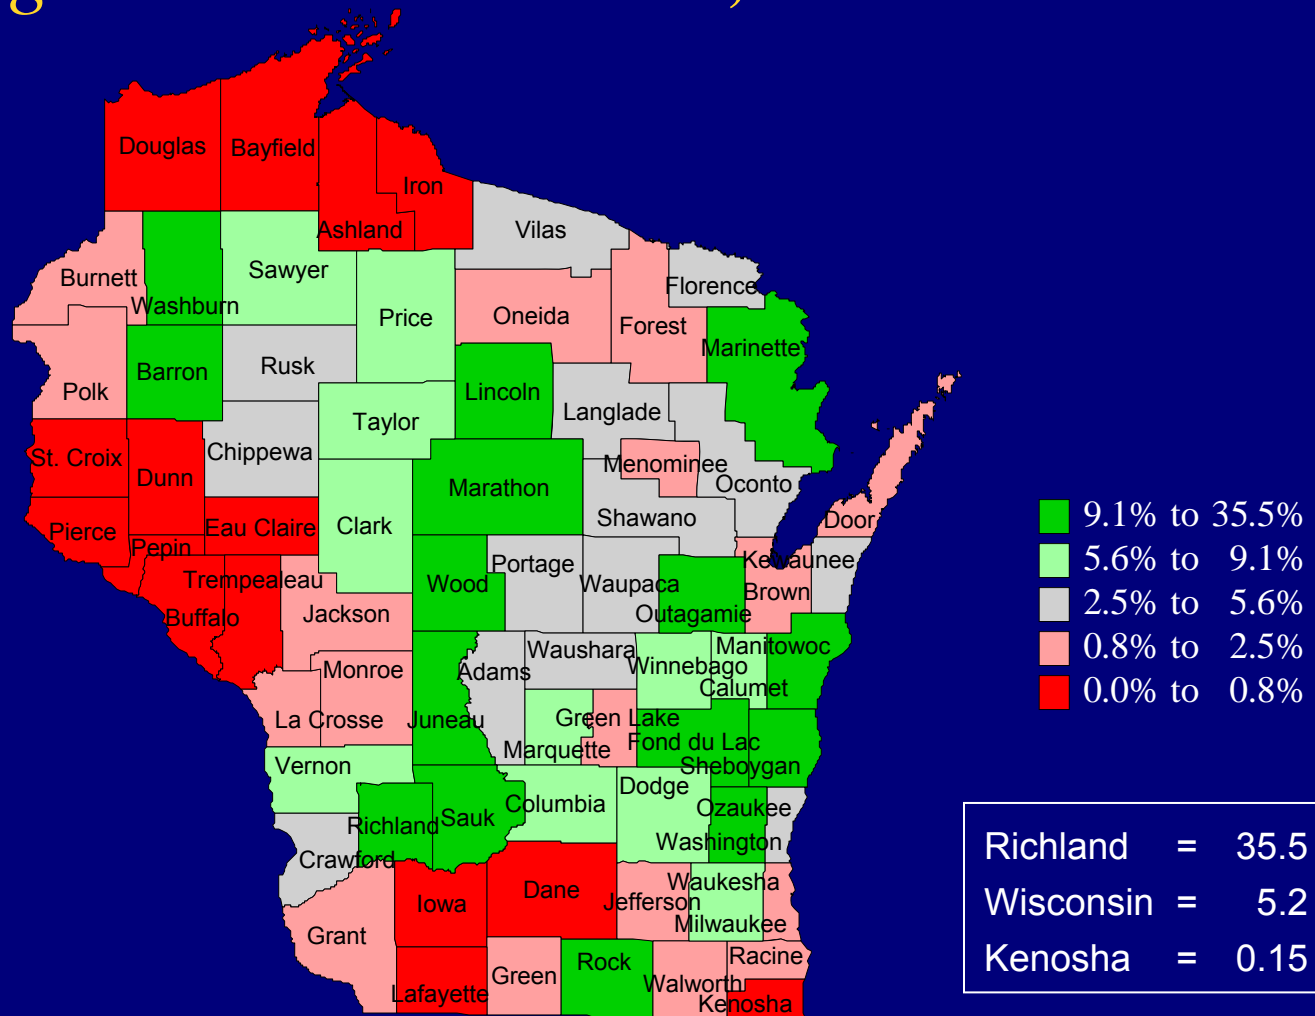 Douglas
Bayfield
Iron
Ashland
Vilas
Burnett
Washburn
Sawyer
Price
Oneida
Forest
Florence
Marinette
Polk
Barron
Rusk
Lincoln
Langlade
Taylor
St. Croix
Dunn
Chippewa
Menominee
Oconto
Marathon
Pierce
Eau Claire
Clark
Shawano
Door
Pepin
Portage
Kewaunee
Trempealeau
Wood
Waupaca
Brown
Buffalo
Jackson
Outagamie
Monroe
Adams
Waushara
Manitowoc
Winnebago
Calumet
La Crosse
Juneau
Green Lake
Marquette
Fond du Lac
Sheboygan
Vernon
Dodge
Columbia
Ozaukee
Richland
Sauk
Washington
Crawford
Iowa
Dane
Waukesha
Jefferson
Milwaukee
Grant
Rock
Racine
Green
Walworth
Lafayette
Kenosha
9.1% to 35.5%
5.6% to 9.1%
2.5% to 5.6%
0.8% to 2.5%
0.0% to 0.8%
Richland = 35.5
Wisconsin = 5.2
Kenosha = 0.15